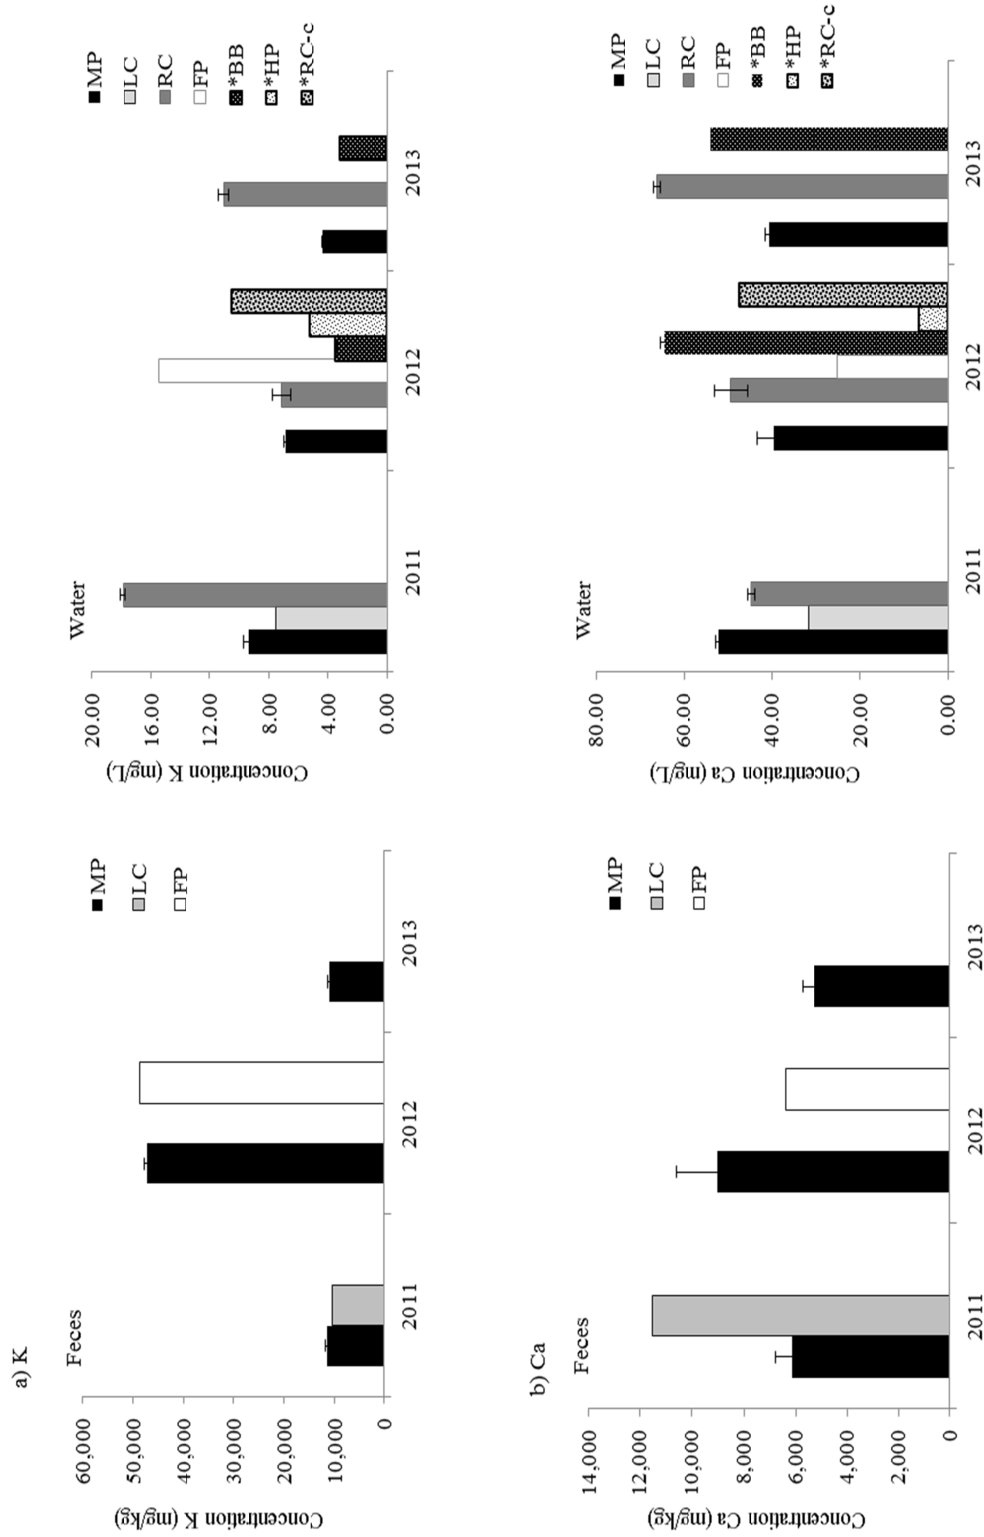 a) K
Feces
Concentration K (mg/kg)
60,000
50,000
40,000
30,000
20,000
10,000
0
2011
2012
2013
MP
LC
FP
Water
Concentration K (mg/L)
20.00
16.00
12.00
8.00
4.00
0.00
2011
2012
2013
MP
LC
RC
FP
*BB
*HP
*RC-c
b) Ca
Feces
Concentration Ca (mg/kg)
14,000
12,000
10,000
8,000
6,000
4,000
2,000
0
2011
2012
2013
MP
LC
FP
Water
Concentration Ca (mg/L)
80.00
60.00
40.00
20.00
0.00
2011
2012
2013
MP
LC
RC
FP
*BB
*HP
*RC-c